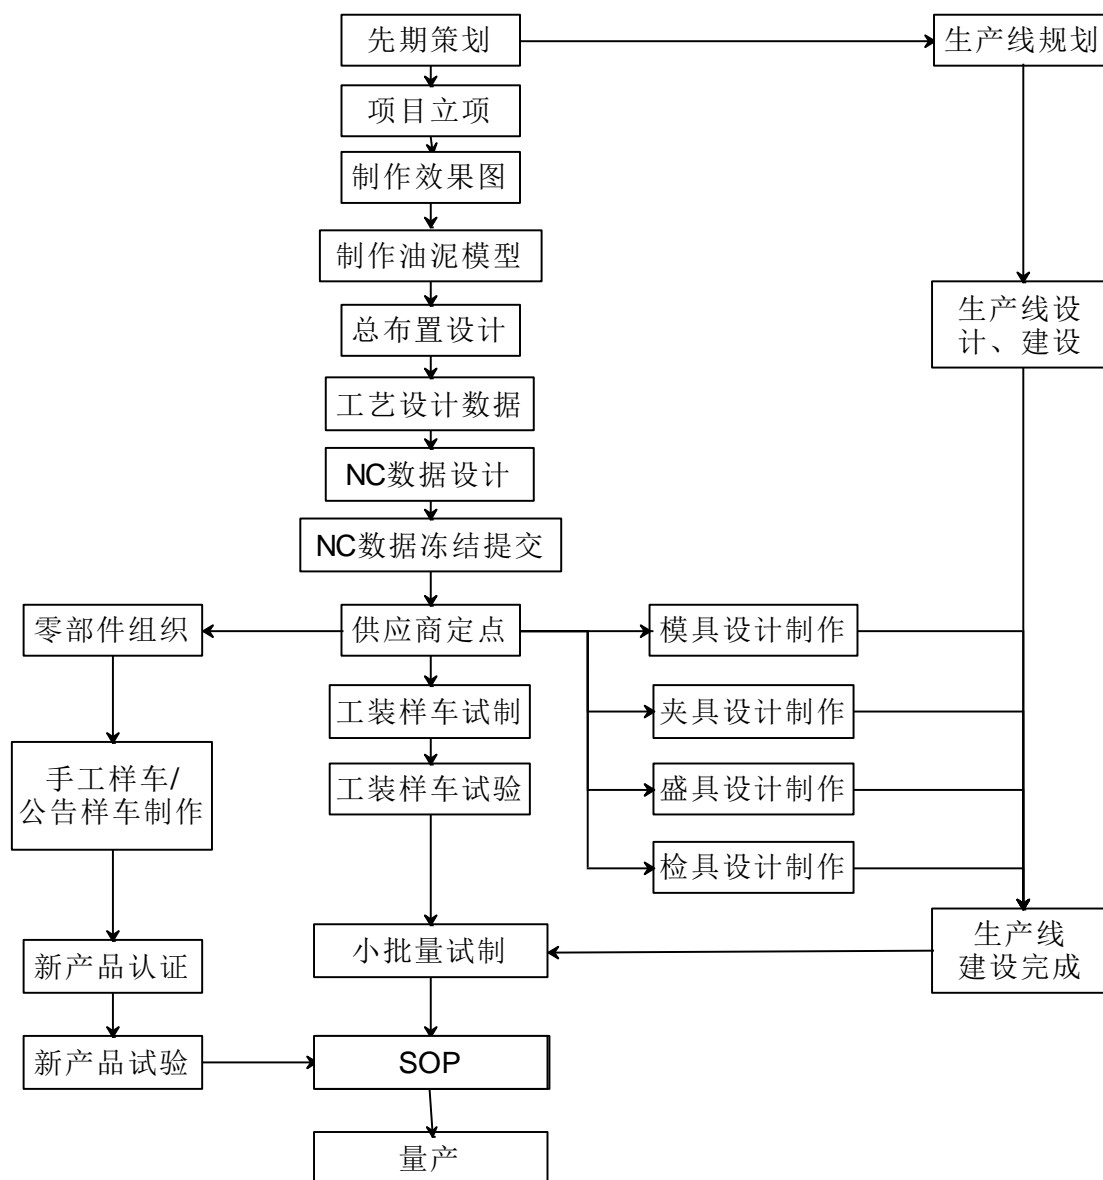 先期策划
生产线规划
项目立项
制作效果图
制作油泥模型
总布置设计
生产线设
计、建设
工艺设计数据
NC数据设计
NC数据冻结提交
零部件组织
供应商定点
模具设计制作
工装样车试制
夹具设计制作
手工样车/
公告样车制作
工装样车试验
盛具设计制作
检具设计制作
新产品认证
小批量试制
生产线
建设完成
新产品试验
SOP
量产